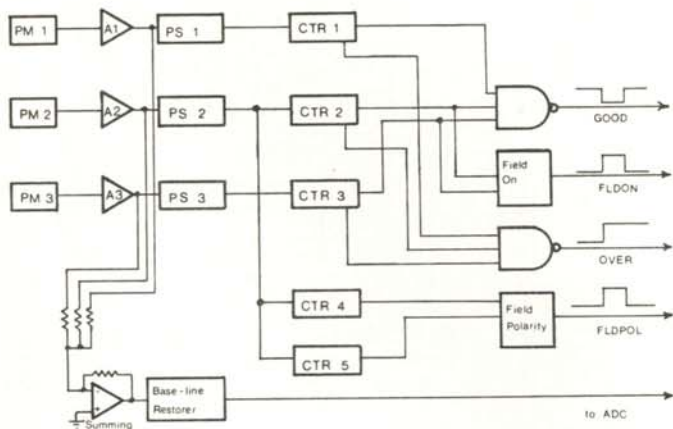 PM 1
A1
PS 1
CTR 1
PM 2
A2
PS 2
CTR 2
GOOD
PM 3
A3
PS 3
CTR 3
Field
On
FLDON
OVER
CTR 4
Field
Polarity
FLDPOL
CTR 5
-
+
Summing
Base-line
Restorer
to ADC